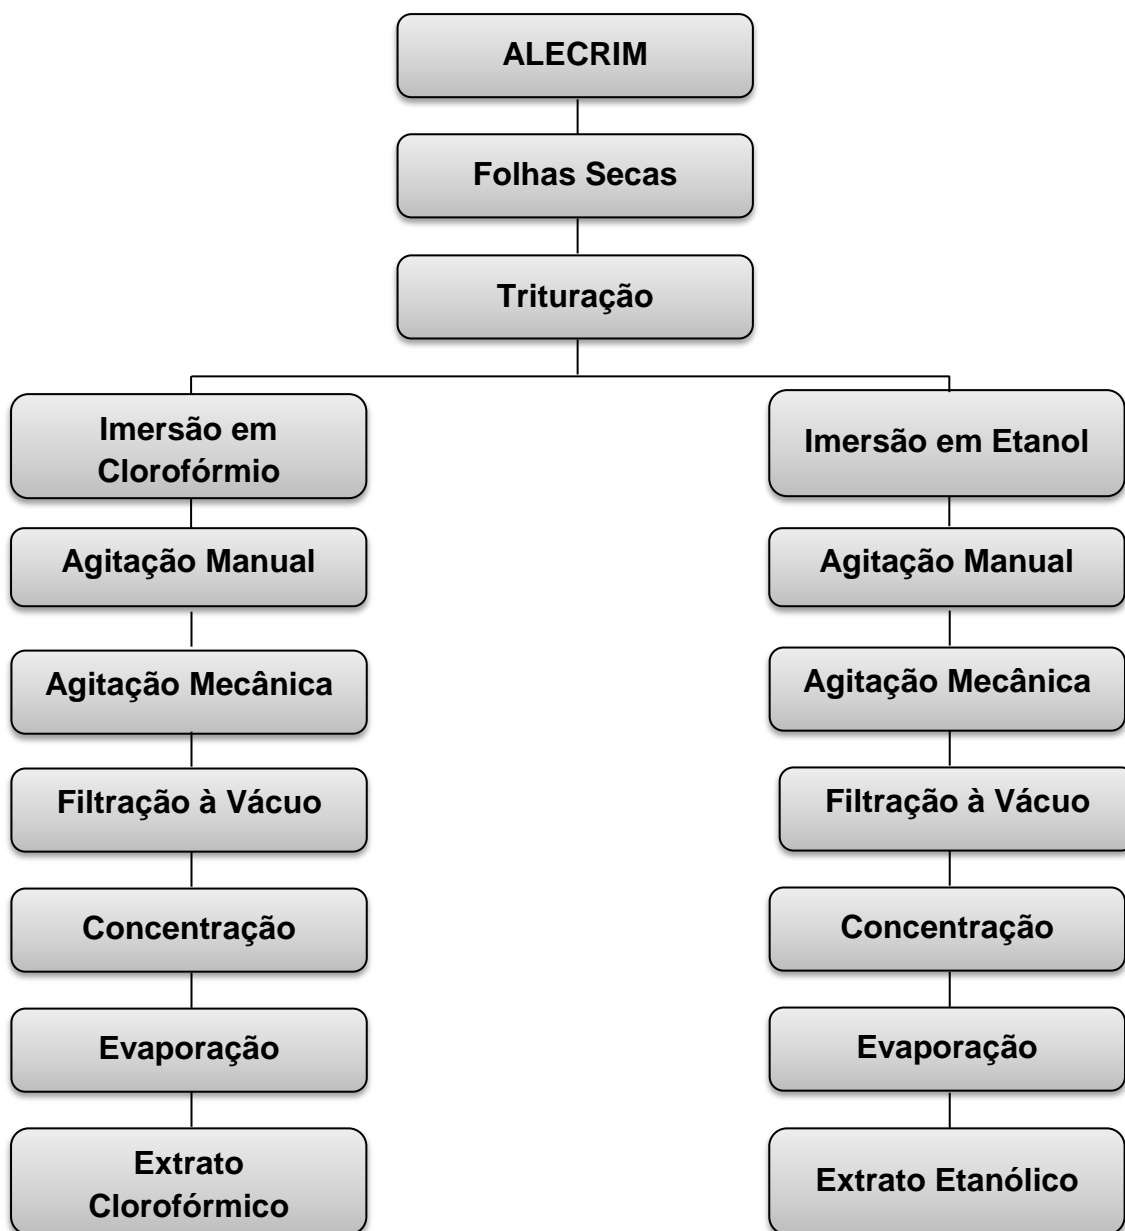 ALECRIM
Folhas Secas
Trituração
Imersão em
Clorofórmio
Agitação Manual
Agitação Mecânica
Filtração à Vácuo
Concentração
Evaporação
Extrato
Clorofórmico
Imersão em Etanol
Agitação Manual
Agitação Mecânica
Filtração à Vácuo
Concentração
Evaporação
Extrato Etanólico